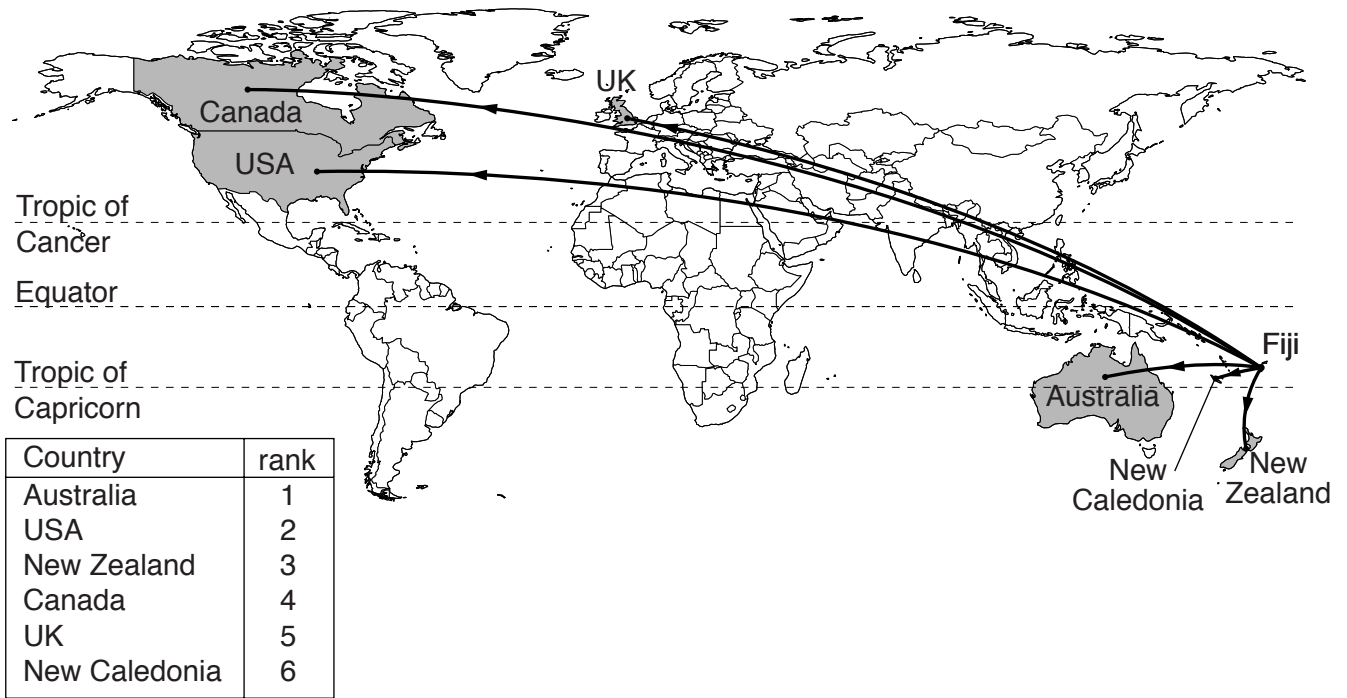 UK
Canada
USA
Tropic of
Cancer
Equator
Fiji
Tropic of
Capricorn
Australia
New
Caledonia
New
Zealand
Country rank
Australia 1
USA 2
New Zealand 3
Canada 4
UK 5
New Caledonia 6